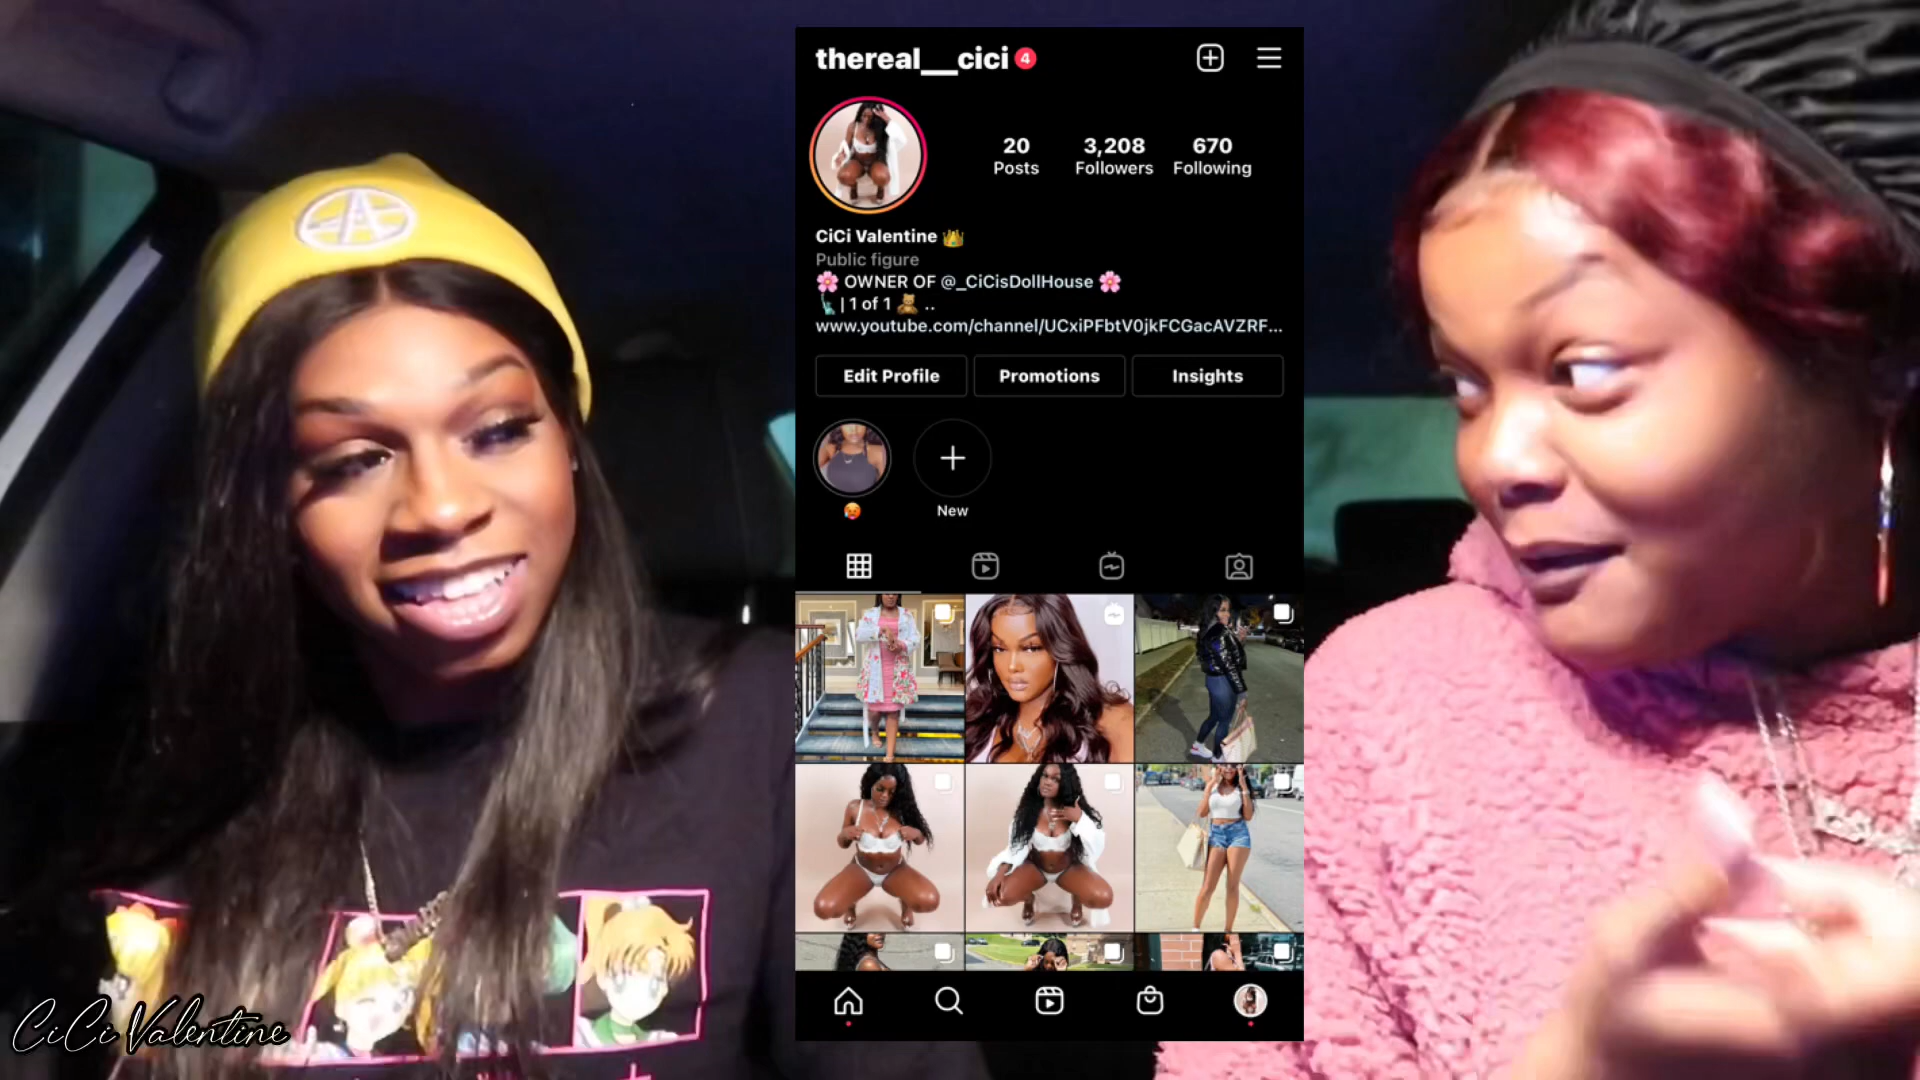 thereal__cici 4
20 3,208 670
Posts Followers Following
CiCi Valentine 👑
Public figure
🌸 OWNER OF @_CiCisDollHouse 🌸
🗽 | 1 of 1 🧸 ..
www.youtube.com/channel/UCxiPFbtV0jkFCGacAVZRF...
Edit Profile Promotions Insights
🥵 New
CiCi Valentine